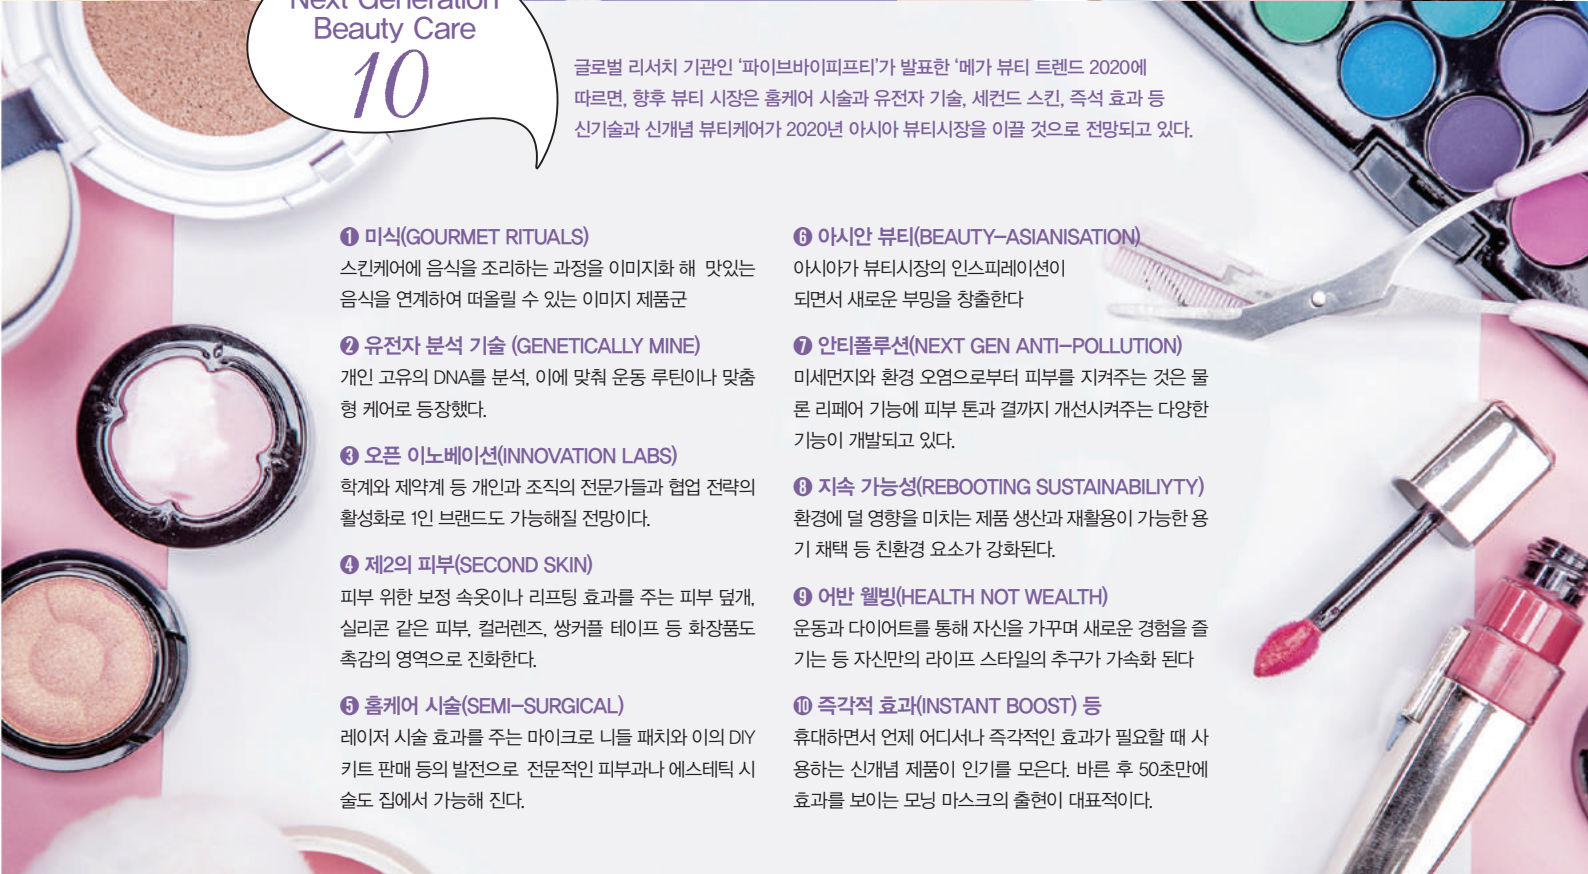 Next Generation
Beauty Care
10
글로벌 리서치 기관인 ‘파이브바이피프티’가 발표한 ‘메가 뷰티 트렌드 2020에
따르면, 향후 뷰티 시장은 홈케어 시술과 유전자 기술, 세컨드 스킨, 즉석 효과 등
신기술과 신개념 뷰티케어가 2020년 아시아 뷰티시장을 이끌 것으로 전망되고 있다.
❶ 미식(GOURMET RITUALS)
스킨케어에 음식을 조리하는 과정을 이미지화 해 맛있는
음식을 연계하여 떠올릴 수 있는 이미지 제품군
❷ 유전자 분석 기술 (GENETICALLY MINE)
개인 고유의 DNA를 분석, 이에 맞춰 운동 루틴이나 맞춤
형 케어로 등장했다.
❸ 오픈 이노베이션(INNOVATION LABS)
학계와 제약계 등 개인과 조직의 전문가들과 협업 전략의
활성화로 1인 브랜드도 가능해질 전망이다.
❹ 제2의 피부(SECOND SKIN)
피부 위한 보정 속옷이나 리프팅 효과를 주는 피부 덮개,
실리콘 같은 피부, 컬러렌즈, 쌍커플 테이프 등 화장품도
촉감의 영역으로 진화한다.
❺ 홈케어 시술(SEMI-SURGICAL)
레이저 시술 효과를 주는 마이크로 니들 패치와 이의 DIY
키트 판매 등의 발전으로 전문적인 피부과나 에스테틱 시
술도 집에서 가능해 진다.
❻ 아시안 뷰티(BEAUTY-ASIANISATION)
아시아가 뷰티시장의 인스피레이션이
되면서 새로운 부밍을 창출한다
❼ 안티폴루션(NEXT GEN ANTI-POLLUTION)
미세먼지와 환경 오염으로부터 피부를 지켜주는 것은 물
론 리페어 기능에 피부 톤과 결까지 개선시켜주는 다양한
기능이 개발되고 있다.
❽ 지속 가능성(REBOOTING SUSTAINABILIYTY)
환경에 덜 영향을 미치는 제품 생산과 재활용이 가능한 용
기 채택 등 친환경 요소가 강화된다.
❾ 어반 웰빙(HEALTH NOT WEALTH)
운동과 다이어트를 통해 자신을 가꾸며 새로운 경험을 즐
기는 등 자신만의 라이프 스타일의 추구가 가속화 된다
❿ 즉각적 효과(INSTANT BOOST) 등
휴대하면서 언제 어디서나 즉각적인 효과가 필요할 때 사
용하는 신개념 제품이 인기를 모은다. 바른 후 50초만에
효과를 보이는 모닝 마스크의 출현이 대표적이다.